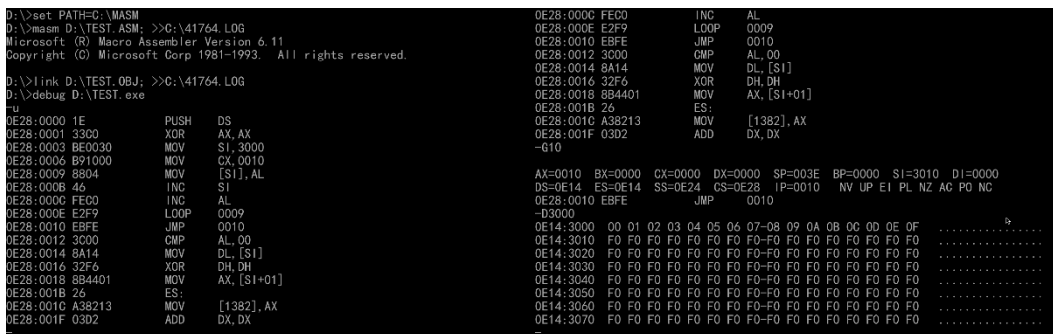 D:\>set PATH=C:\MASM
D:\>masm D:\TEST.ASM; >>C:\41764.LOG
Microsoft (R) Macro Assembler Version 6.11
Copyright (C) Microsoft Corp 1981-1993.  All rights reserved.
D:\>link D:\TEST.OBJ; >>C:\41764.LOG
D:\>debug D:\TEST.exe
-u
0E28:0000 1E PUSH DS
0E28:0001 33C0 XOR AX,AX
0E28:0003 BE0030 MOV SI,3000
0E28:0006 B91000 MOV CX,0010
0E28:0009 8804 MOV [SI],AL
0E28:000B 46 INC SI
0E28:000C FEC0 INC AL
0E28:000E E2F9 LOOP 0009
0E28:0010 EBFE JMP 0010
0E28:0012 3C00 CMP AL,00
0E28:0014 8A14 MOV DL,[SI]
0E28:0016 32F6 XOR DH,DH
0E28:0018 8B4401 MOV AX,[SI+01]
0E28:001B 26 ES:
0E28:001C A38213 MOV [1382],AX
0E28:001F 03D2 ADD DX,DX
0E28:000C FEC0 INC AL
0E28:000E E2F9 LOOP 0009
0E28:0010 EBFE JMP 0010
0E28:0012 3C00 CMP AL,00
0E28:0014 8A14 MOV DL,[SI]
0E28:0016 32F6 XOR DH,DH
0E28:0018 8B4401 MOV AX,[SI+01]
0E28:001B 26 ES:
0E28:001C A38213 MOV [1382],AX
0E28:001F 03D2 ADD DX,DX
-G10
AX=0010 BX=0000 CX=0000 DX=0000 SP=003E BP=0000 SI=3010 DI=0000
DS=0E14 ES=0E14 SS=0E24 CS=0E28 IP=0010 NV UP EI PL NZ AC PO NC
0E28:0010 EBFE JMP 0010
-D3000
0E14:3000 00 01 02 03 04 05 06 07-08 09 0A 0B 0C 0D 0E 0F ................
0E14:3010 F0 F0 F0 F0 F0 F0 F0 F0-F0 F0 F0 F0 F0 F0 F0 F0 ................
0E14:3020 F0 F0 F0 F0 F0 F0 F0 F0-F0 F0 F0 F0 F0 F0 F0 F0 ................
0E14:3030 F0 F0 F0 F0 F0 F0 F0 F0-F0 F0 F0 F0 F0 F0 F0 F0 ................
0E14:3040 F0 F0 F0 F0 F0 F0 F0 F0-F0 F0 F0 F0 F0 F0 F0 F0 ................
0E14:3050 F0 F0 F0 F0 F0 F0 F0 F0-F0 F0 F0 F0 F0 F0 F0 F0 ................
0E14:3060 F0 F0 F0 F0 F0 F0 F0 F0-F0 F0 F0 F0 F0 F0 F0 F0 ................
0E14:3070 F0 F0 F0 F0 F0 F0 F0 F0-F0 F0 F0 F0 F0 F0 F0 F0 ................